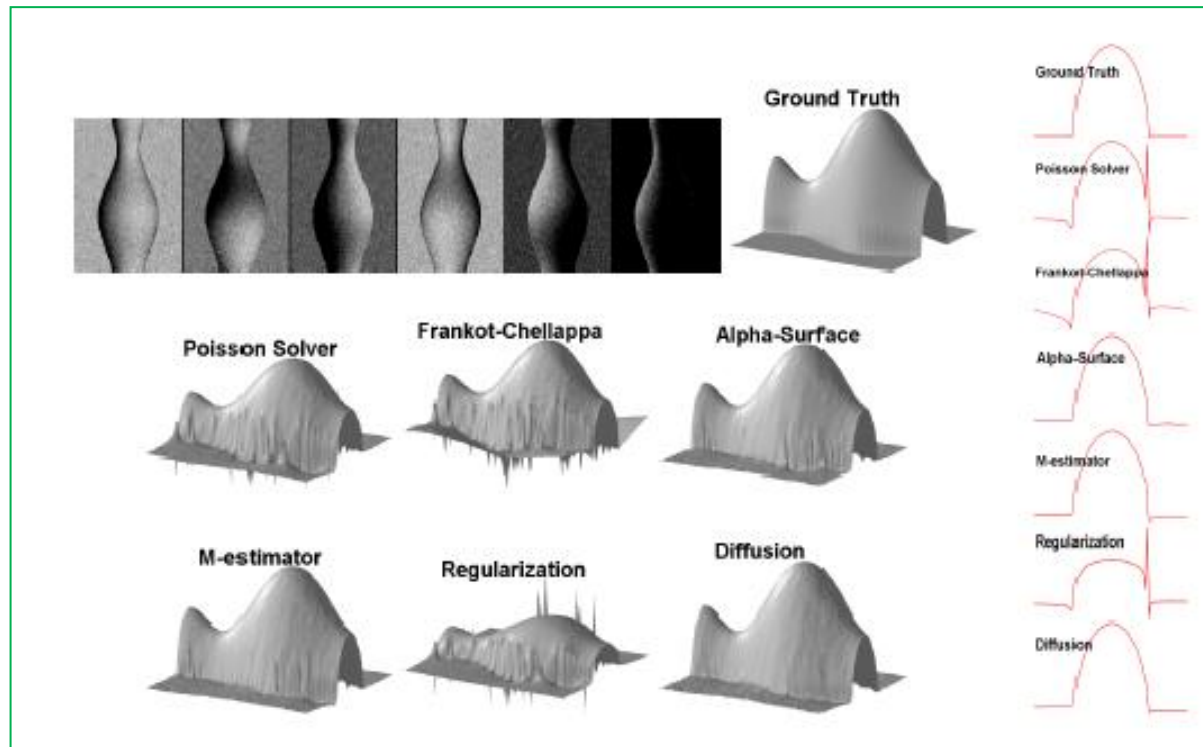 Ground Truth
Poisson Solver
Frankot-Chellappa
Alpha-Surface
M-estimator
Regularization
Diffusion
Ground Truth
Poisson Solver
Frankot-Chellappa
Alpha-Surface
M-estimator
Regularization
Diffusion